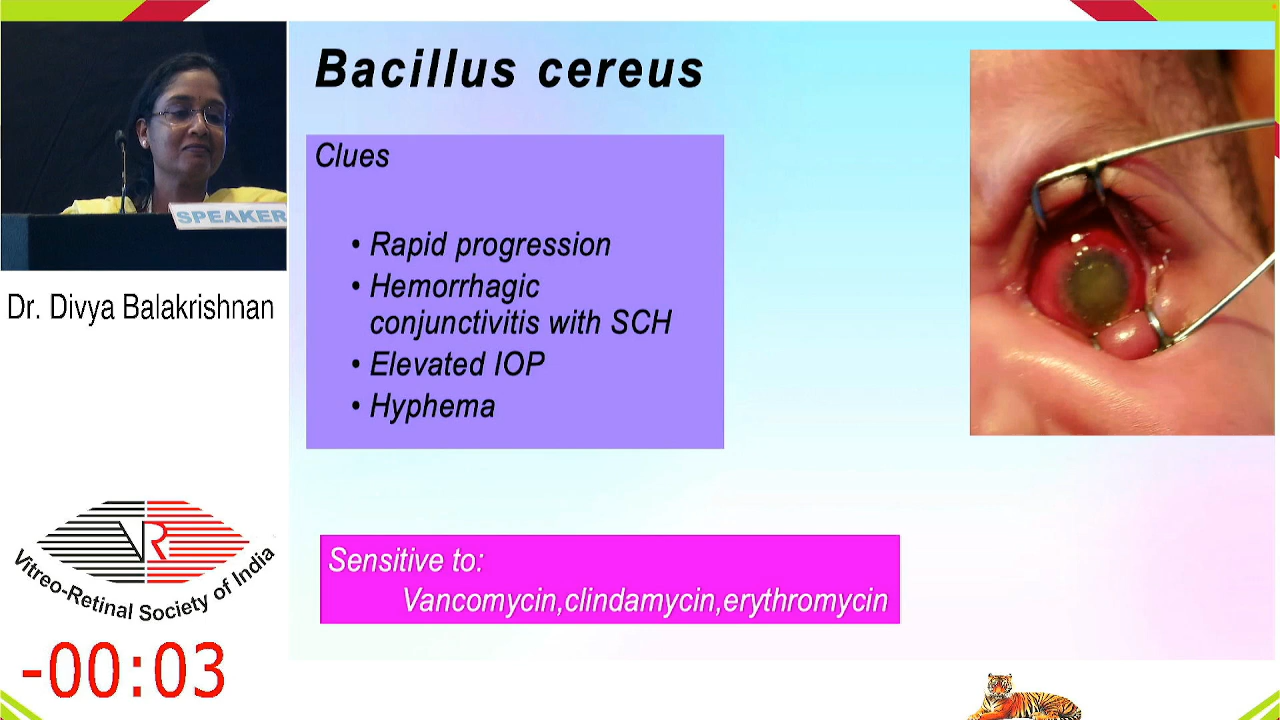 Bacillus cereus
Clues
• Rapid progression
• Hemorrhagic
conjunctivitis with SCH
• Elevated IOP
• Hyphema
Sensitive to:
Vancomycin,clindamycin,erythromycin
SPEAKER
Dr. Divya Balakrishnan
VR
Vitreo-Retinal Society of India
-00:03